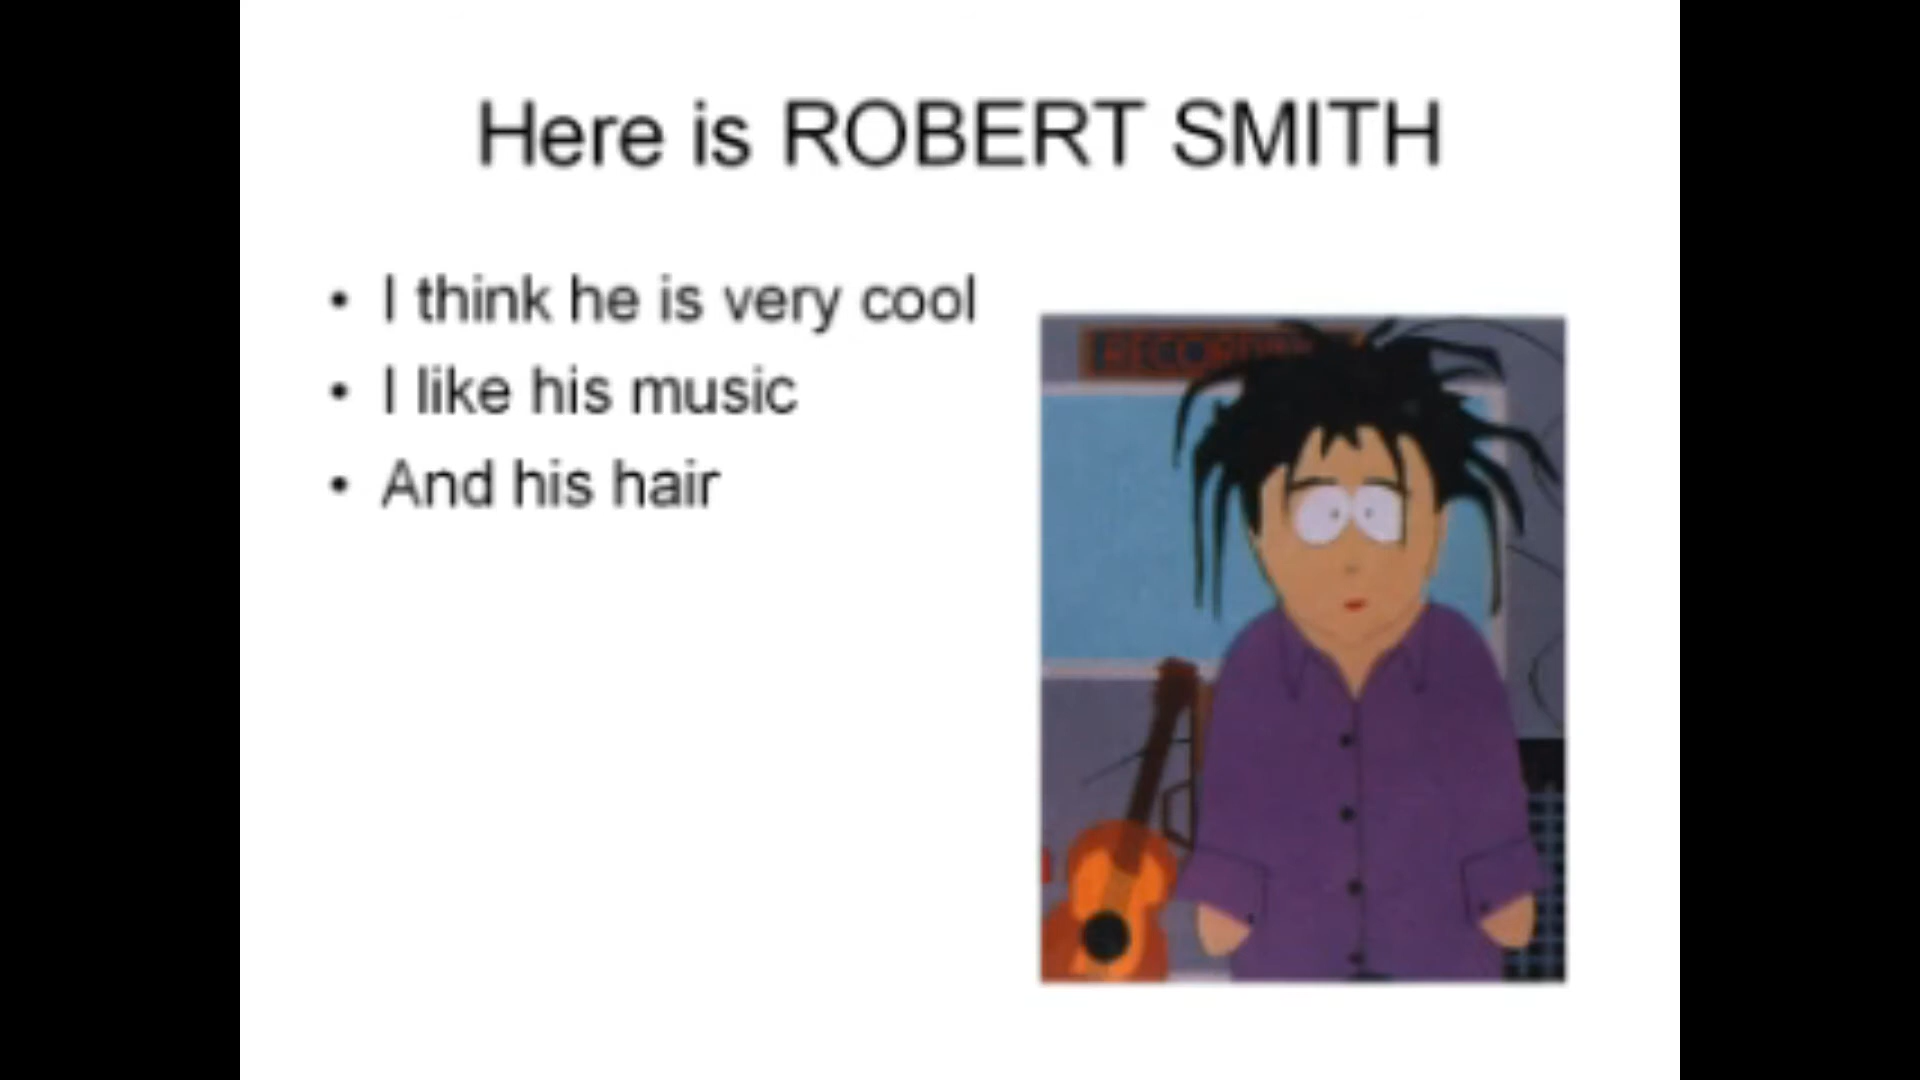 Here is ROBERT SMITH
• I think he is very cool
• I like his music
• And his hair